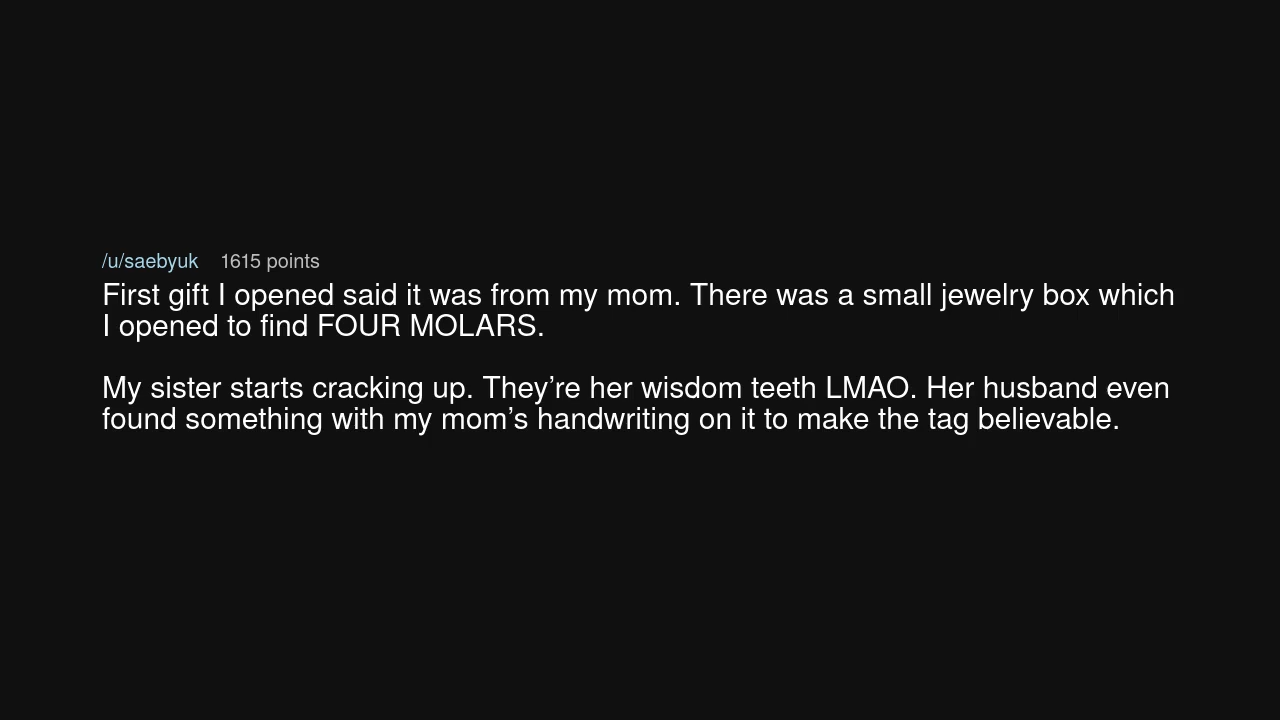 /u/saebyuk 1615 points
First gift I opened said it was from my mom. There was a small jewelry box which
I opened to find FOUR MOLARS.
My sister starts cracking up. They’re her wisdom teeth LMAO. Her husband even
found something with my mom’s handwriting on it to make the tag believable.